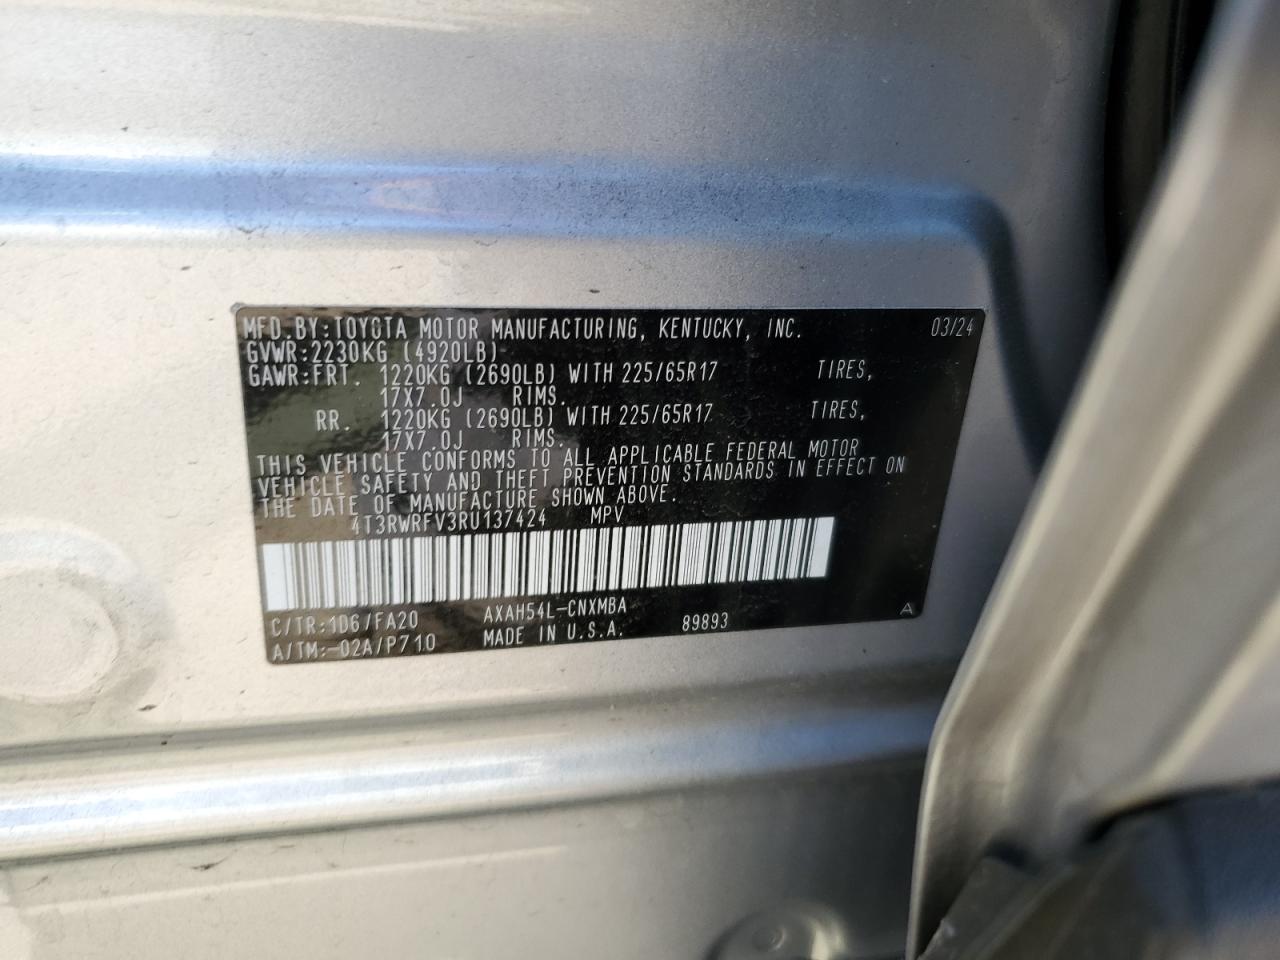 MFD.BY:TOYOTA MOTOR MANUFACTURING, KENTUCKY, INC. 03/24
GVWR:2230KG (4920LB)
GAWR:FRT. 1220KG (2690LB) WITH 225/65R17 TIRES,
17X7.0J RIMS.
RR. 1220KG (2690LB) WITH 225/65R17 TIRES,
17X7.0J RIMS.
THIS VEHICLE CONFORMS TO ALL APPLICABLE FEDERAL MOTOR
VEHICLE SAFETY AND THEFT PREVENTION STANDARDS IN EFFECT ON
THE DATE OF MANUFACTURE SHOWN ABOVE.
4T3RWRFV3RU137424 MPV
C/TR:1D6/FA20 AXAH54L-CNXMBA A
A/TM:-02A/P710 MADE IN U.S.A. 89893